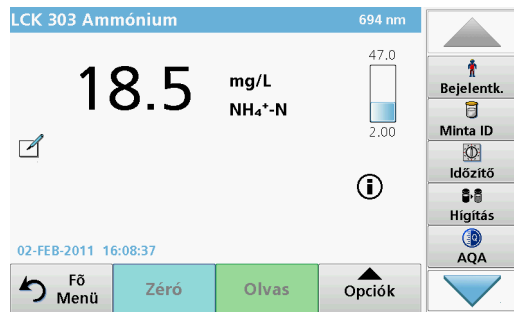 LCK 303 Ammónium 694 nm
47.0
18.5 mg/L
NH₄⁺-N
2.00
02-FEB-2011 16:08:37
Fõ Menü
Zéró
Olvas
Opciók
Bejelentk.
Minta ID
Időzítő
Hígítás
AQA